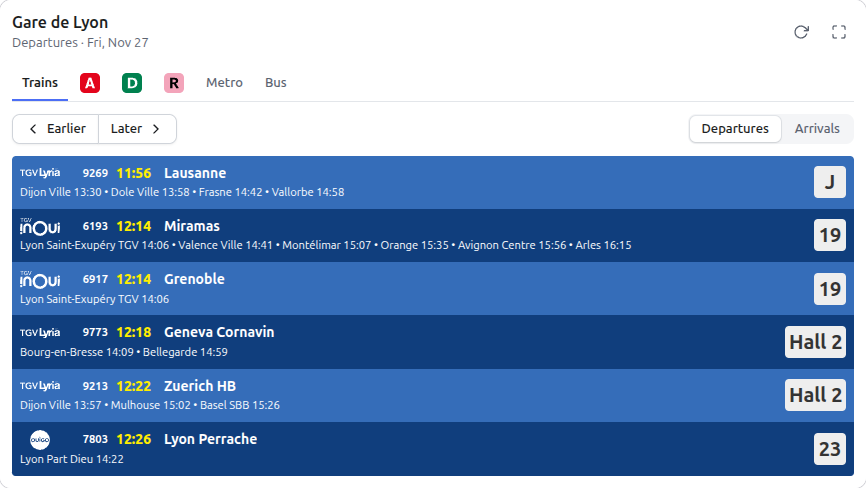 Gare de Lyon
Departures · Fri, Nov 27
Trains A D R Metro Bus
Earlier Later Departures Arrivals
TGV Lyria 9269 11:56 Lausanne J
Dijon Ville 13:30 • Dole Ville 13:58 • Frasne 14:42 • Vallorbe 14:58
TGV inOui 6193 12:14 Miramas 19
Lyon Saint-Exupéry TGV 14:06 • Valence Ville 14:41 • Montélimar 15:07 • Orange 15:35 • Avignon Centre 15:56 • Arles 16:15
TGV inOui 6917 12:14 Grenoble 19
Lyon Saint-Exupéry TGV 14:06
TGV Lyria 9773 12:18 Geneva Cornavin Hall 2
Bourg-en-Bresse 14:09 • Bellegarde 14:59
TGV Lyria 9213 12:22 Zuerich HB Hall 2
Dijon Ville 13:57 • Mulhouse 15:02 • Basel SBB 15:26
OUIGO 7803 12:26 Lyon Perrache 23
Lyon Part Dieu 14:22